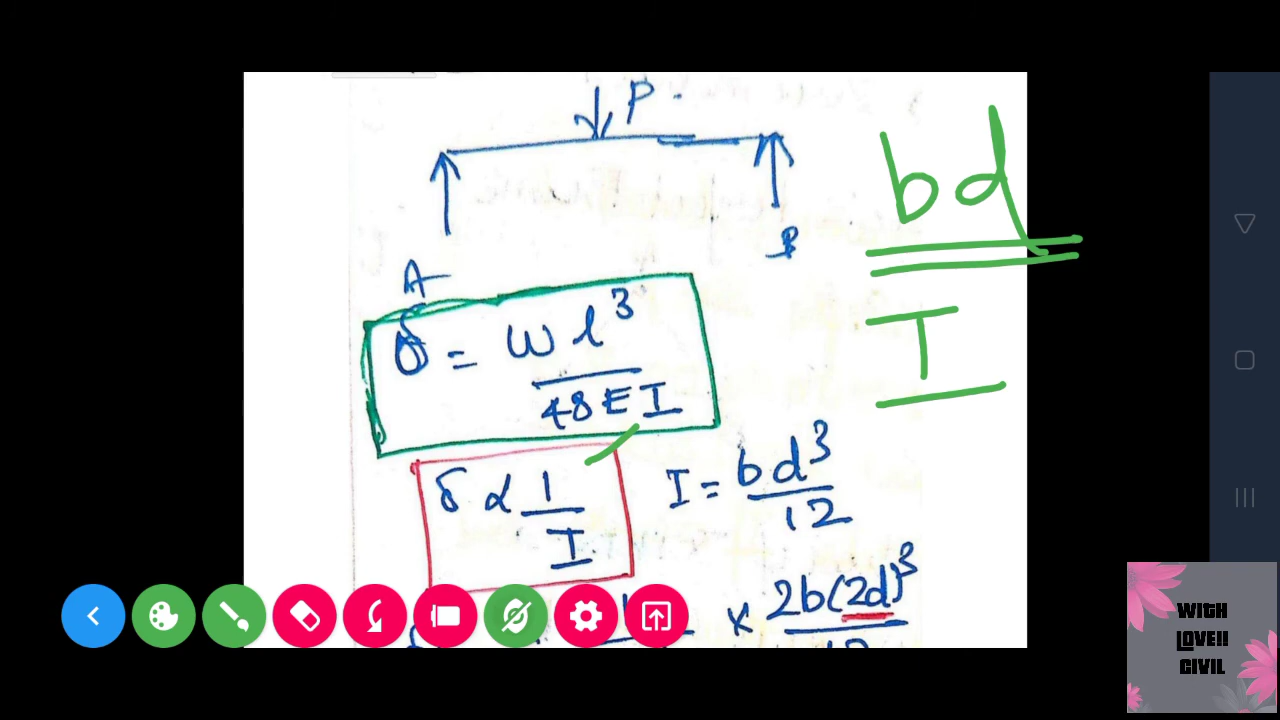 P.
bd
B
A
δ = wl³/48EI
I
δ ∝ 1/I
I = bd³/12
× 2b(2d)³
WITH
LOVE!!
CIVIL